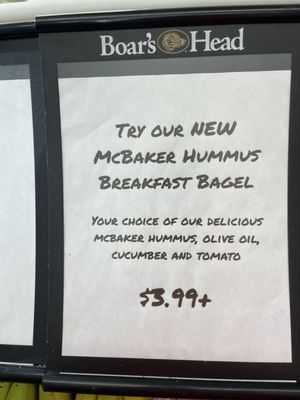 Boar's Head
TRY OUR NEW
MCBAKER HUMMUS
BREAKFAST BAGEL
YOUR CHOICE OF OUR DELICIOUS
MCBAKER HUMMUS, OLIVE OIL,
CUCUMBER AND TOMATO
$3.99+